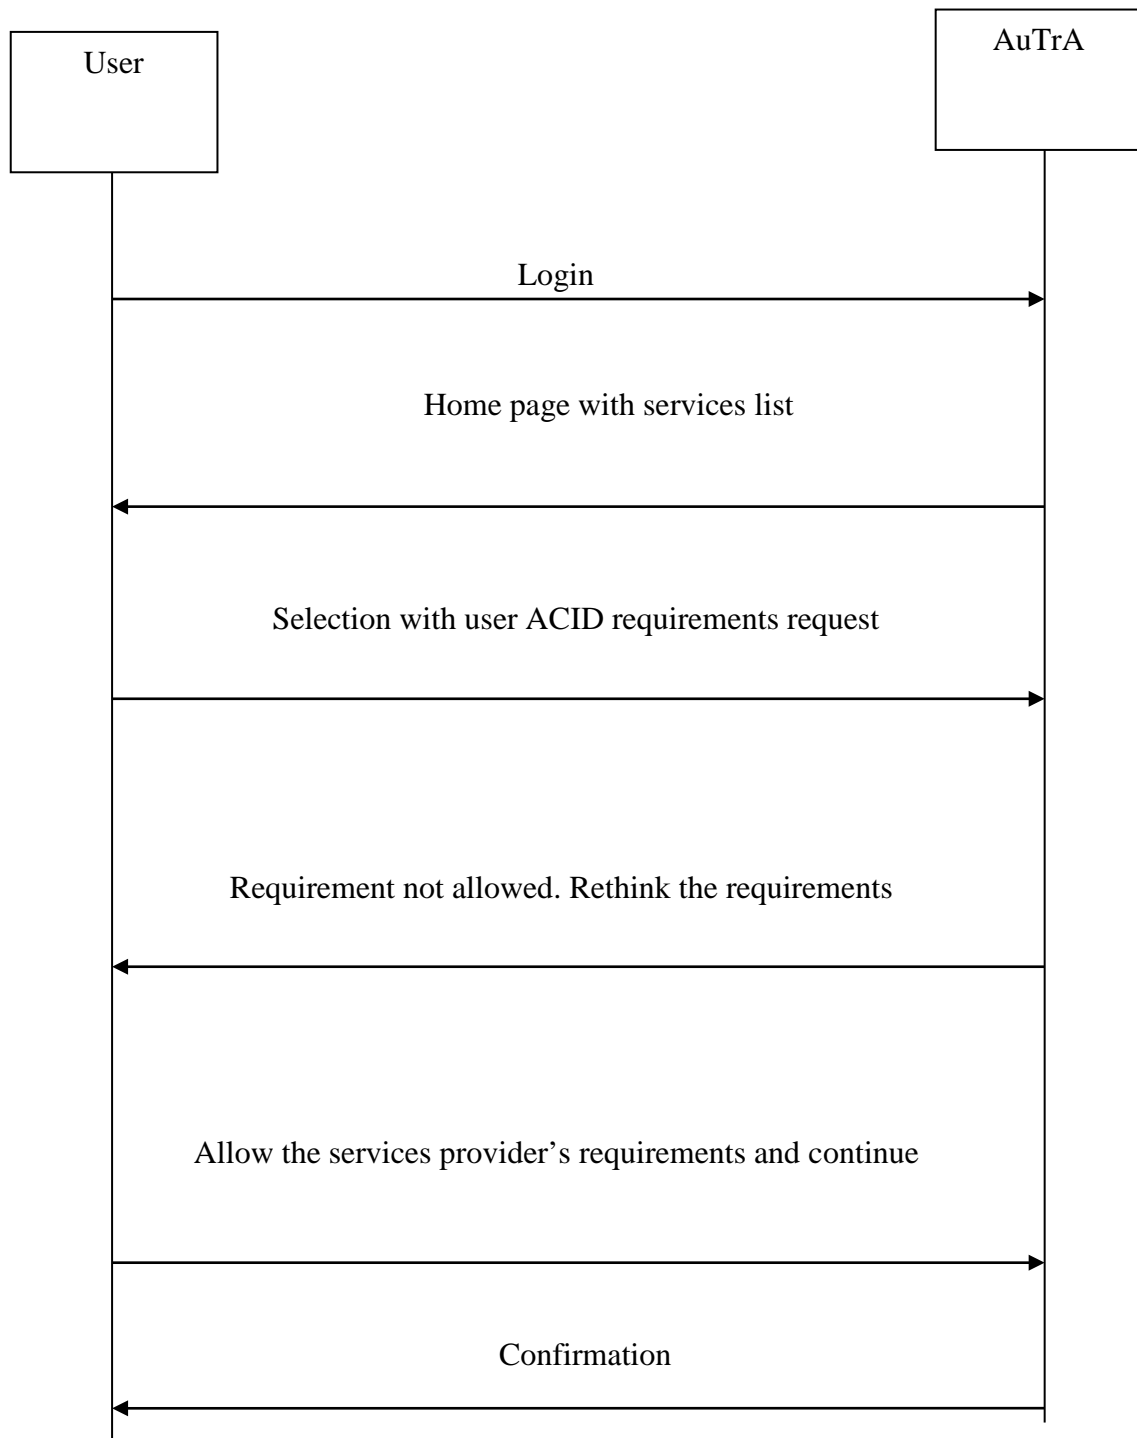 User
AuTrA
Login
Home page with services list
Selection with user ACID requirements request
Requirement not allowed. Rethink the requirements
Allow the services provider’s requirements and continue
Confirmation